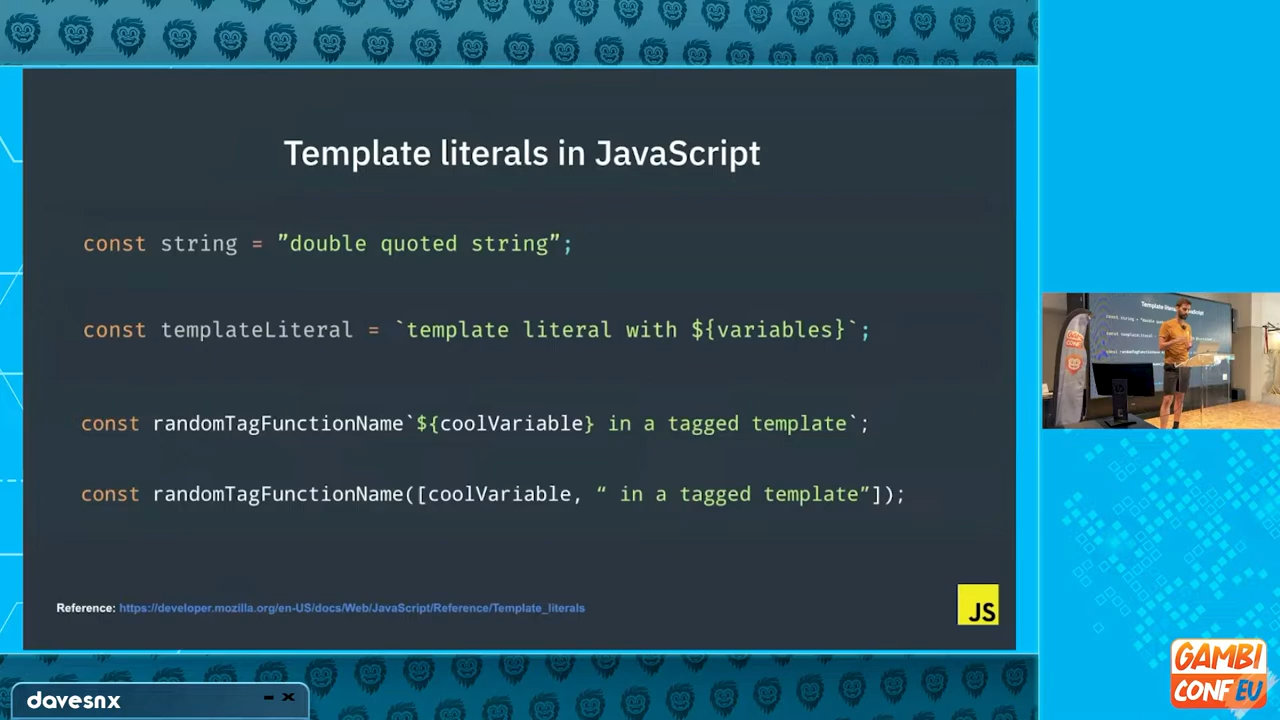 Template literals in JavaScript
const string = ”double quoted string”;
const templateLiteral = `template literal with ${variables}`;
const randomTagFunctionName`${coolVariable} in a tagged template`;
const randomTagFunctionName([coolVariable, “ in a tagged template”]);
Reference: https://developer.mozilla.org/en-US/docs/Web/JavaScript/Reference/Template_literals
JS
davesnx
GAMBI
CONF EU